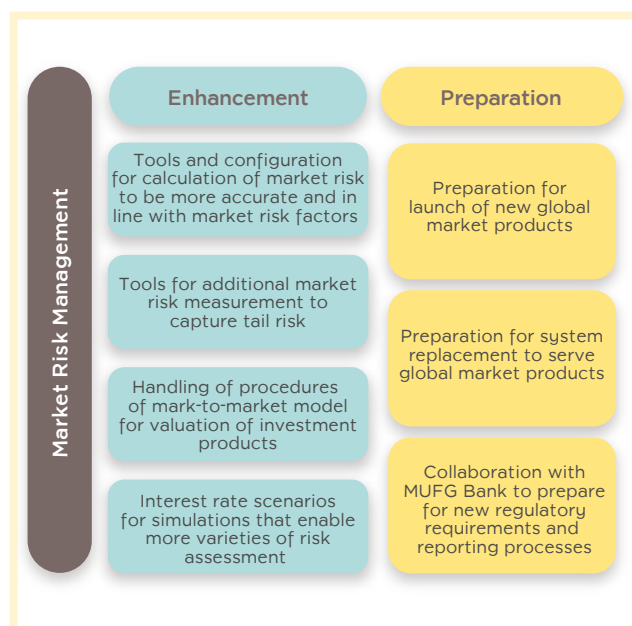 Market Risk Management
Enhancement
Tools and configuration
for calculation of market risk
to be more accurate and in
line with market risk factors
Tools for additional market
risk measurement to
capture tail risk
Handling of procedures
of mark-to-market model
for valuation of investment
products
Interest rate scenarios
for simulations that enable
more varieties of risk
assessment
Preparation
Preparation for
launch of new global
market products
Preparation for system
replacement to serve
global market products
Collaboration with
MUFG Bank to prepare
for new regulatory
requirements and
reporting processes